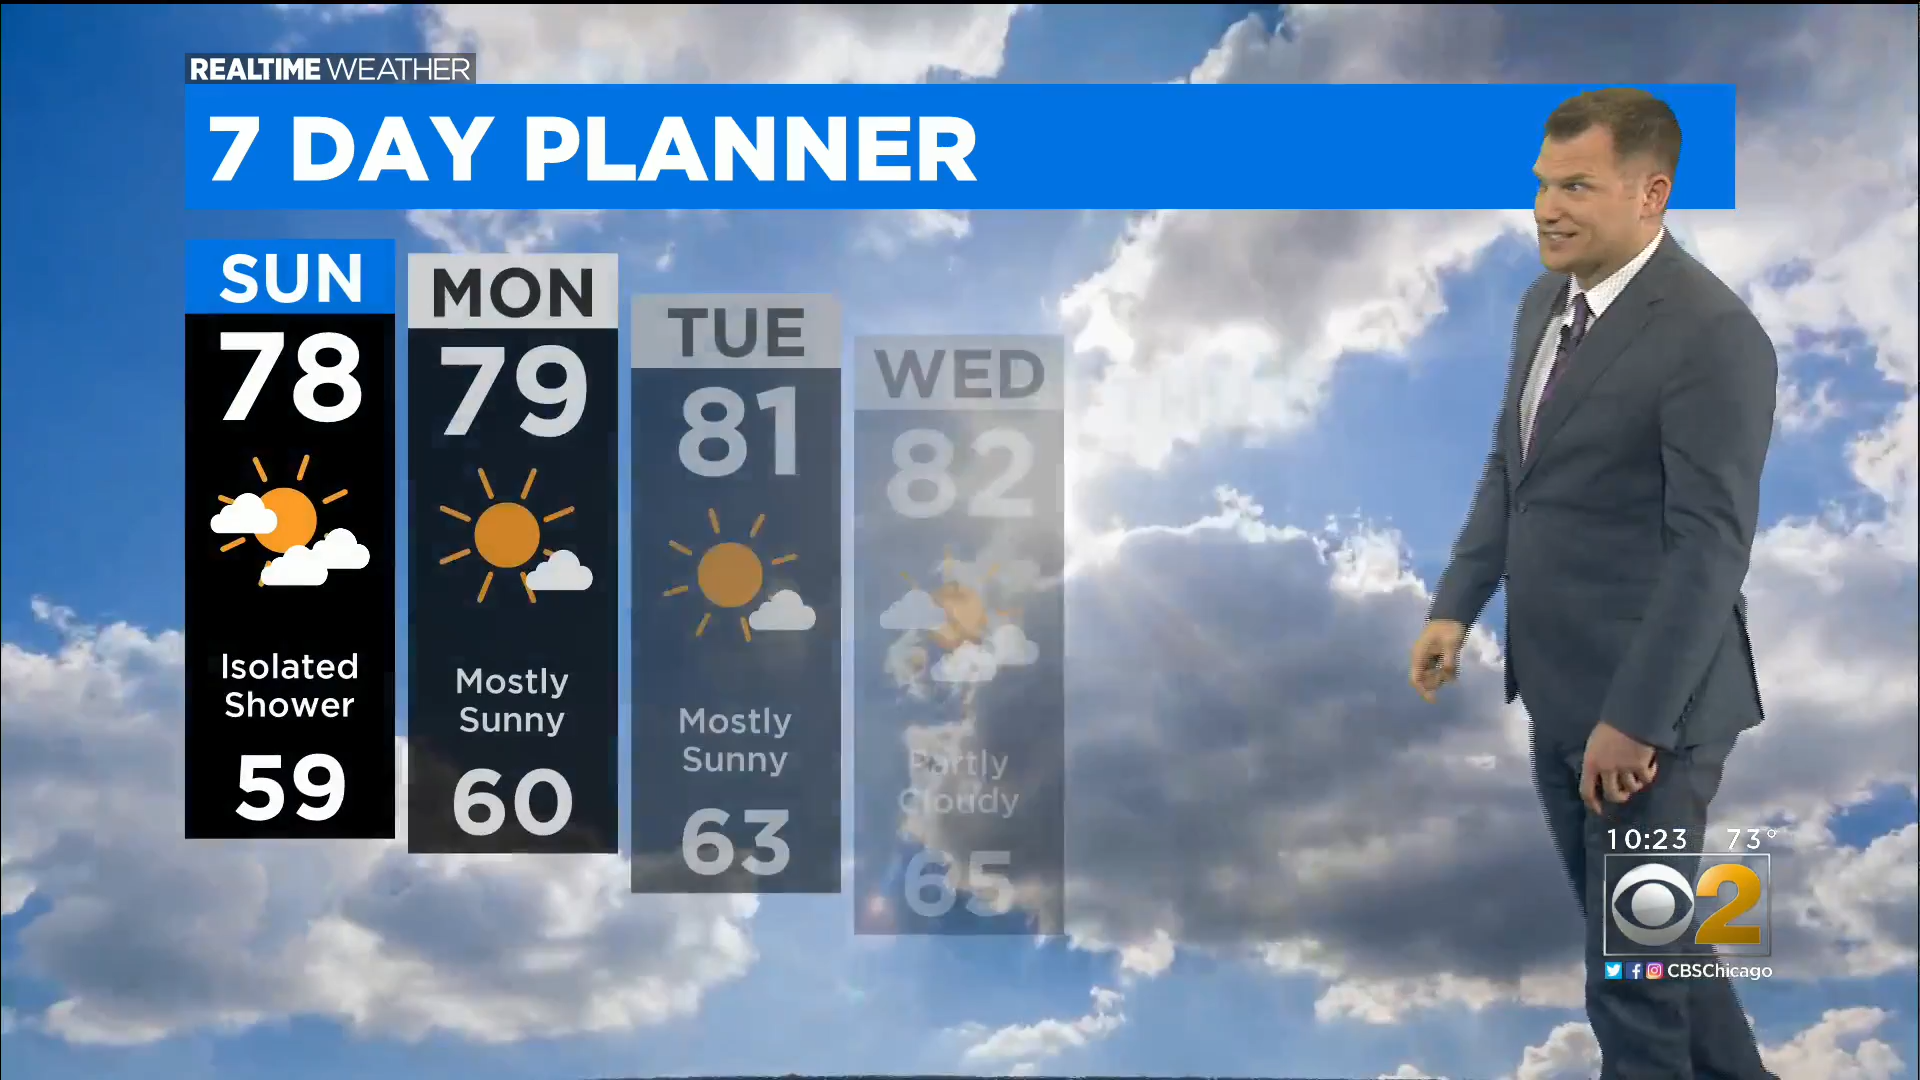 REALTIME WEATHER
7 DAY PLANNER
SUN
78
Isolated
Shower
59
MON
79
Mostly
Sunny
60
TUE
81
Mostly
Sunny
63
WED
82
Partly
Cloudy
65
10:23 73°
2
CBSChicago